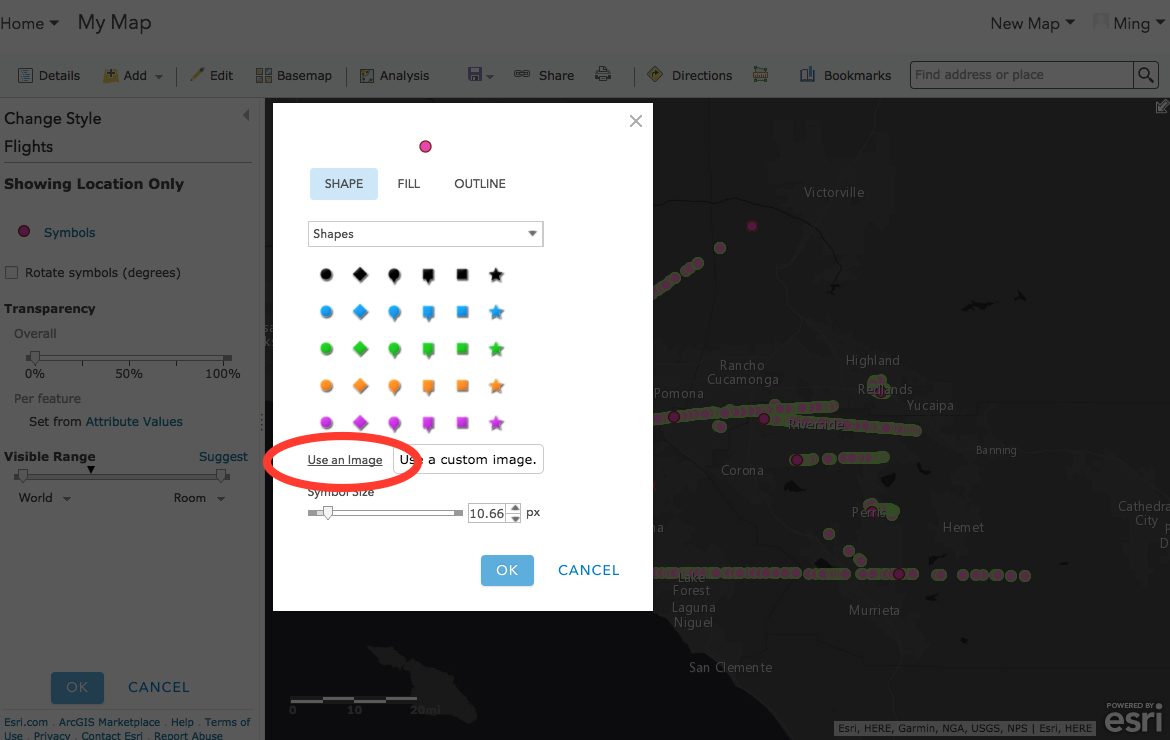 Home My Map New Map Ming
Details Add Edit Basemap Analysis Share Directions Bookmarks Find address or place
Change Style
Flights
Showing Location Only
Symbols
Rotate symbols (degrees)
Transparency
Overall
0% 50% 100%
Per feature
Set from Attribute Values
Visible Range Suggest
World Room
OK CANCEL
Esri.com . ArcGIS Marketplace . Help . Terms of
Use . Privacy . Contact Esri . Report Abuse
SHAPE FILL OUTLINE
Shapes
Use an Image Use a custom image.
Symbol Size
10.66 px
OK CANCEL
Victorville
Highland
Rancho
Cucamonga
Redlands
Pomona
Yucaipa
Riverside
Banning
Corona
Perris
Cathedra
City
Hemet
Lake
Forest
Laguna
Niguel
Murrieta
San Clemente
0 10 20mi
Esri, HERE, Garmin, NGA, USGS, NPS | Esri, HERE
POWERED BY
esri